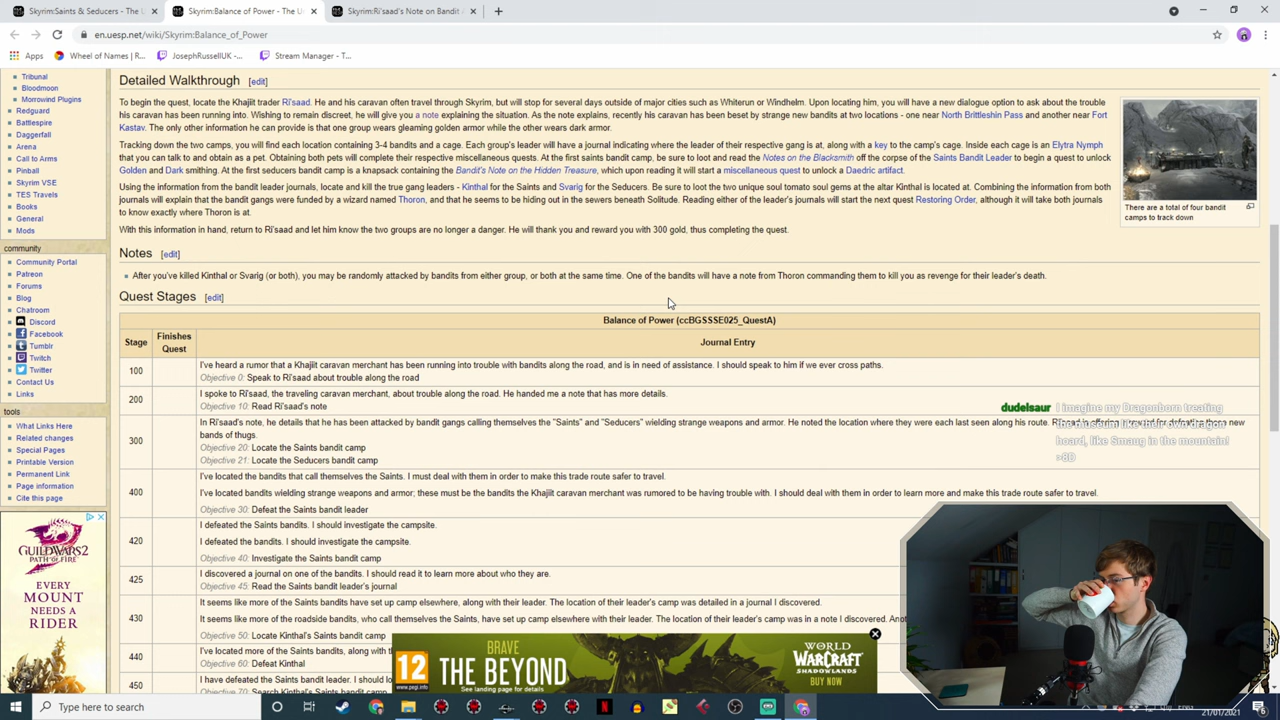 Skyrim:Saints & Seducers - The U
Skyrim:Balance of Power - The Un
Skyrim:Ri'saad's Note on Bandit A
en.uesp.net/wiki/Skyrim:Balance_of_Power
Apps
Wheel of Names | R...
JosephRussellUK -...
Stream Manager - T...
Tribunal
Bloodmoon
Morrowind Plugins
Redguard
Battlespire
Daggerfall
Arena
Call to Arms
Pinball
Skyrim VSE
TES Travels
Books
General
Mods
community
Community Portal
Patreon
Forums
Blog
Chatroom
Discord
Facebook
Tumblr
Twitch
Twitter
Contact Us
Links
tools
What Links Here
Related changes
Special Pages
Printable Version
Permanent Link
Page information
Cite this page
GUILD WARS 2
PATH OF FIRE
EVERY
MOUNT
NEEDS A
RIDER
Detailed Walkthrough [edit]
To begin the quest, locate the Khajiit trader Ri'saad. He and his caravan often travel through Skyrim, but will stop for several days outside of major cities such as Whiterun or Windhelm. Upon locating him, you will have a new dialogue option to ask about the trouble
his caravan has been running into. Wishing to remain discreet, he will give you a note explaining the situation. As the note explains, recently his caravan has been beset by strange new bandits at two locations - one near North Brittleshin Pass and another near Fort
Kastav. The only other information he can provide is that one group wears gleaming golden armor while the other wears dark armor.
Tracking down the two camps, you will find each location containing 3-4 bandits and a cage. Each group's leader will have a journal indicating where the leader of their respective gang is at, along with a key to the camp's cage. Inside each cage is an Elytra Nymph
that you can talk to and obtain as a pet. Obtaining both pets will complete their respective miscellaneous quests. At the first saints bandit camp, be sure to loot and read the Notes on the Blacksmith off the corpse of the Saints Bandit Leader to begin a quest to unlock
Golden and Dark smithing. At the first seducers bandit camp is a knapsack containing the Bandit's Note on the Hidden Treasure, which upon reading it will start a miscellaneous quest to unlock a Daedric artifact.
Using the information from the bandit leader journals, locate and kill the true gang leaders - Kinthal for the Saints and Svarig for the Seducers. Be sure to loot the two unique soul tomato soul gems at the altar Kinthal is located at. Combining the information from both
journals will explain that the bandit gangs were funded by a wizard named Thoron, and that he seems to be hiding out in the sewers beneath Solitude. Reading either of the leader's journals will start the next quest Restoring Order, although it will take both journals
to know exactly where Thoron is at.
With this information in hand, return to Ri'saad and let him know the two groups are no longer a danger. He will thank you and reward you with 300 gold, thus completing the quest.
There are a total of four bandit
camps to track down
Notes [edit]
After you've killed Kinthal or Svarig (or both), you may be randomly attacked by bandits from either group, or both at the same time. One of the bandits will have a note from Thoron commanding them to kill you as revenge for their leader's death.
Quest Stages [edit]
Balance of Power (ccBGSSSE025_QuestA)
Stage
Finishes
Quest
Journal Entry
100
I've heard a rumor that a Khajiit caravan merchant has been running into trouble with bandits along the road, and is in need of assistance. I should speak to him if we ever cross paths.
Objective 0: Speak to Ri'saad about trouble along the road
200
I spoke to Ri'saad, the traveling caravan merchant, about trouble along the road. He handed me a note that has more details.
Objective 10: Read Ri'saad's note
300
In Ri'saad's note, he details that he has been attacked by bandit gangs calling themselves the "Saints" and "Seducers" wielding strange weapons and armor. He noted the location where they were each last seen along his route.
bands of thugs.
Objective 20: Locate the Saints bandit camp
Objective 21: Locate the Seducers bandit camp
400
I've located the bandits that call themselves the Saints. I must deal with them in order to make this trade route safer to travel.
I've located bandits wielding strange weapons and armor; these must be the bandits the Khajiit caravan merchant was rumored to be having trouble with. I should deal with them in order to learn more and make this trade route safer to travel.
Objective 30: Defeat the Saints bandit leader
420
I defeated the Saints bandits. I should investigate the campsite.
I defeated the bandits. I should investigate the campsite.
Objective 40: Investigate the Saints bandit camp
425
I discovered a journal on one of the bandits. I should read it to learn more about who they are.
Objective 45: Read the Saints bandit leader's journal
430
It seems like more of the Saints bandits have set up camp elsewhere, along with their leader. The location of their leader's camp was detailed in a journal I discovered.
It seems like more of the roadside bandits, who call themselves the Saints, have set up camp elsewhere with their leader. The location of their leader's camp was in a note I discovered.
Objective 50: Locate Kinthal's Saints bandit camp
440
I've located more of the bandits, along with
Objective 60: Defeat Kinthal
450
I have defeated the Saints bandit leader. I should
Objective 70: Search Kinthal's Saints bandit camp
dudelsaur I imagine my Dragonborn treating
the museum like their own dragon
hoard, like Smaug in the mountain!
>8D
12
www.pegi.info
BRAVE
THE BEYOND
See landing page for details
WORLD
WARCRAFT
SHADOWLANDS
BUY NOW
Type here to search
ENG
21/01/2021